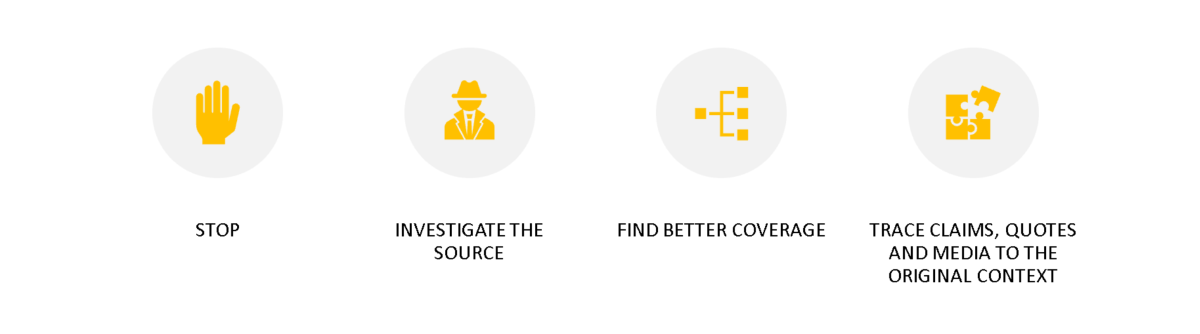 STOP
INVESTIGATE THE
SOURCE
FIND BETTER COVERAGE
TRACE CLAIMS, QUOTES
AND MEDIA TO THE
ORIGINAL CONTEXT